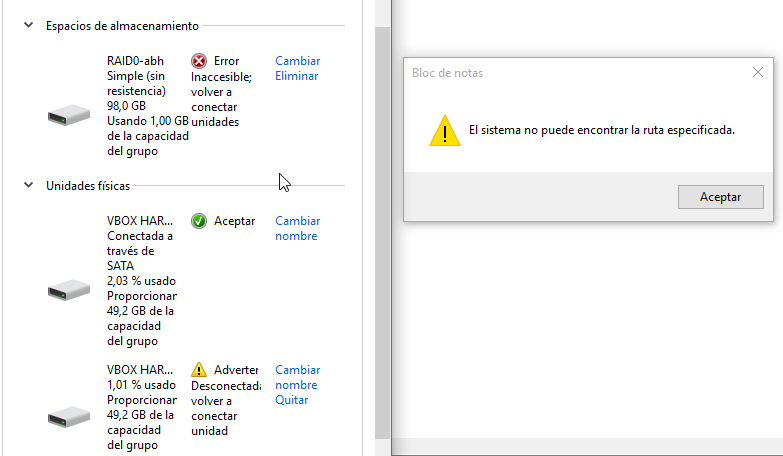 Espacios de almacenamiento
RAID0-abh
Simple (sin
resistencia)
98,0 GB
Usando 1,00 GB
de la capacidad
del grupo
Error
Inaccesible;
volver a
conectar
unidades
Cambiar
Eliminar
Unidades físicas
VBOX HAR...
Conectada a
través de
SATA
2,03 % usado
Proporcionar
49,2 GB de la
capacidad
del grupo
Aceptar
Cambiar
nombre
VBOX HAR...
1,01 % usado
Proporcionar
49,2 GB de la
capacidad
del grupo
Adverter
Desconectada
volver a
conectar
unidad
Cambiar
nombre
Quitar
Bloc de notas
El sistema no puede encontrar la ruta especificada.
Aceptar